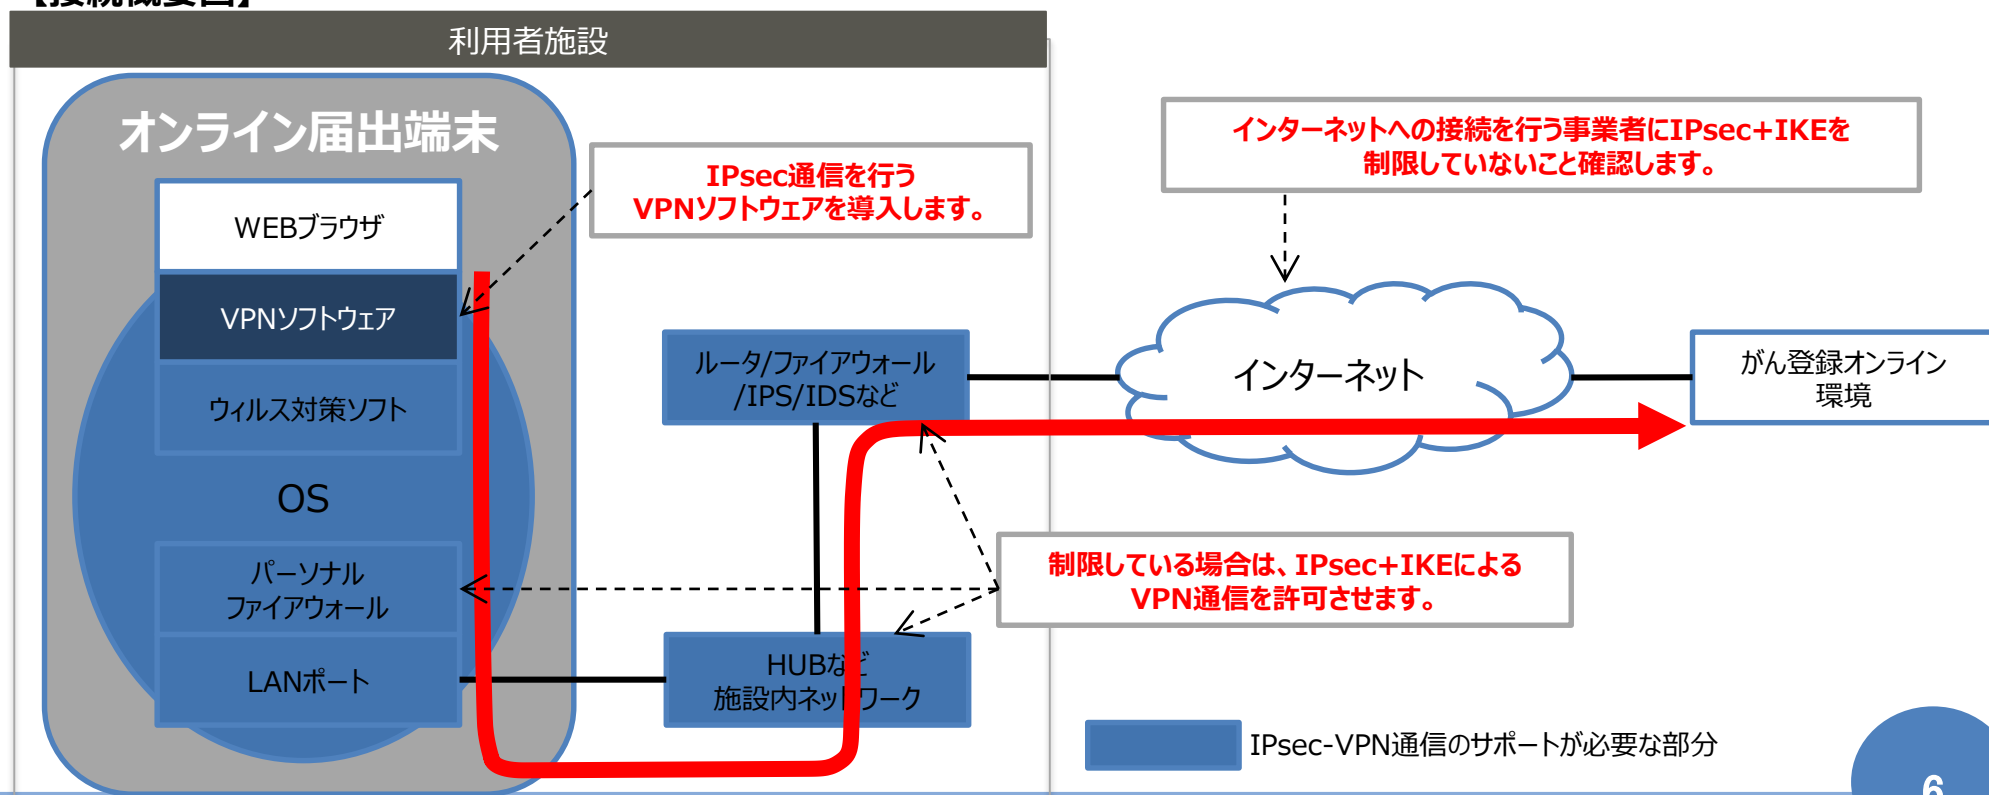 【接続概要図】
利用者施設
オンライン届出端末
WEBブラウザ
VPNソフトウェア
ウィルス対策ソフト
OS
パーソナル
ファイアウォール
LANポート
IPsec通信を行う
VPNソフトウェアを導入します。
ルータ/ファイアウォール
/IPS/IDSなど
HUBなど
施設内ネットワーク
インターネットへの接続を行う事業者にIPsec+IKEを
制限していないこと確認します。
インターネット
がん登録オンライン
環境
制限している場合は、IPsec+IKEによる
VPN通信を許可させます。
IPsec-VPN通信のサポートが必要な部分
6